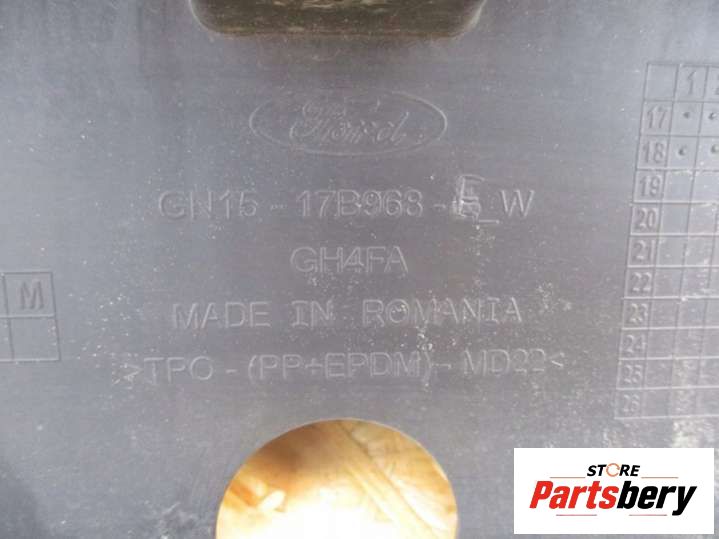 Ford
GN15-17B968- _W
GH4FA
MADE IN ROMANIA
>TPO-(PP+EPDM)-MD22<
M
1
17
18
19
20
21
22
23
24
25
26
STORE
Partsbery